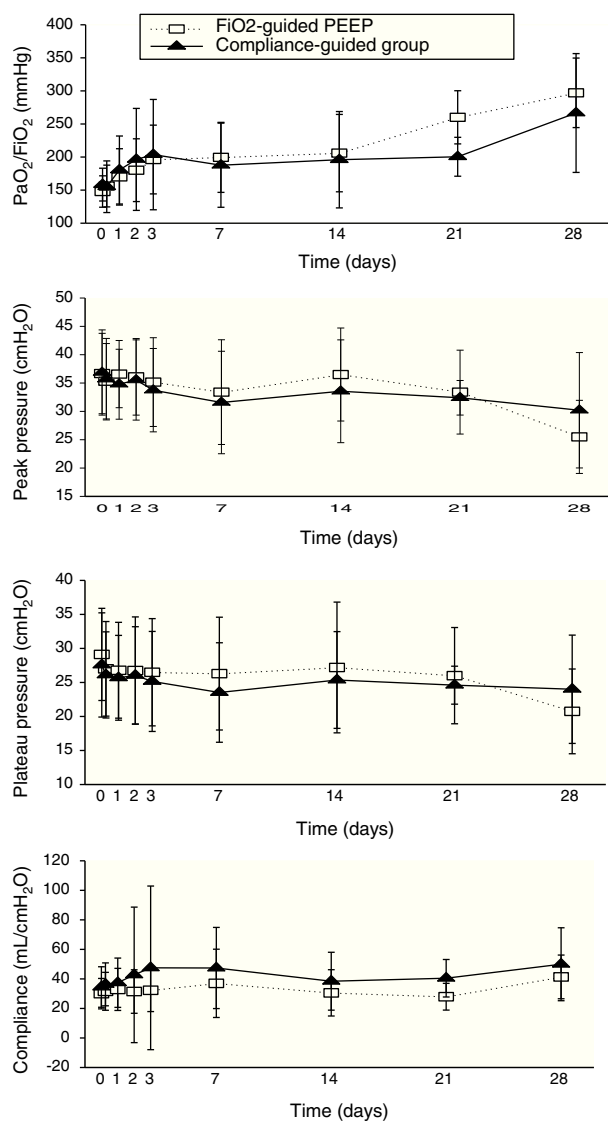 FiO2-guided PEEP
Compliance-guided group
PaO₂/FiO₂ (mmHg)
400
350
300
250
200
150
100
0 1 2 3 7 14 21 28
Time (days)
Peak pressure (cmH₂O)
50
45
40
35
30
25
20
15
0 1 2 3 7 14 21 28
Time (days)
Plateau pressure (cmH₂O)
40
35
30
25
20
15
10
0 1 2 3 7 14 21 28
Time (days)
Compliance (mL/cmH₂O)
120
100
80
60
40
20
0
-20
0 1 2 3 7 14 21 28
Time (days)